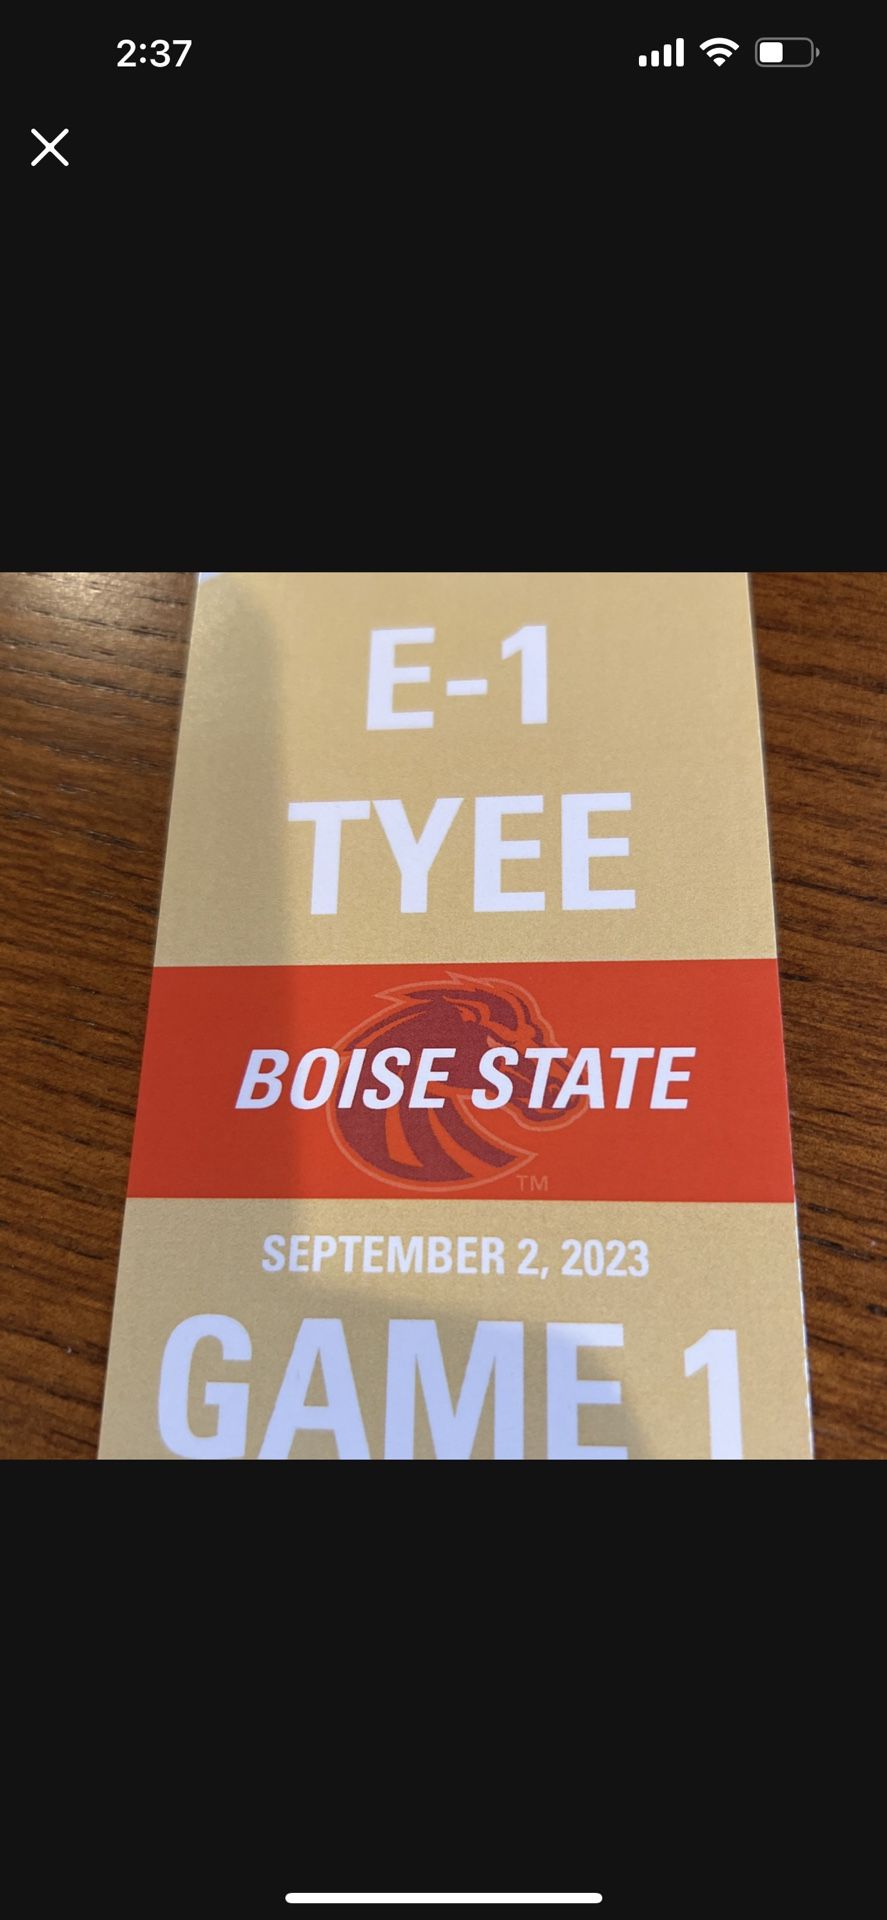 2:37
E-1
TYEE
BOISE STATE
TM
SEPTEMBER 2, 2023
GAME 1